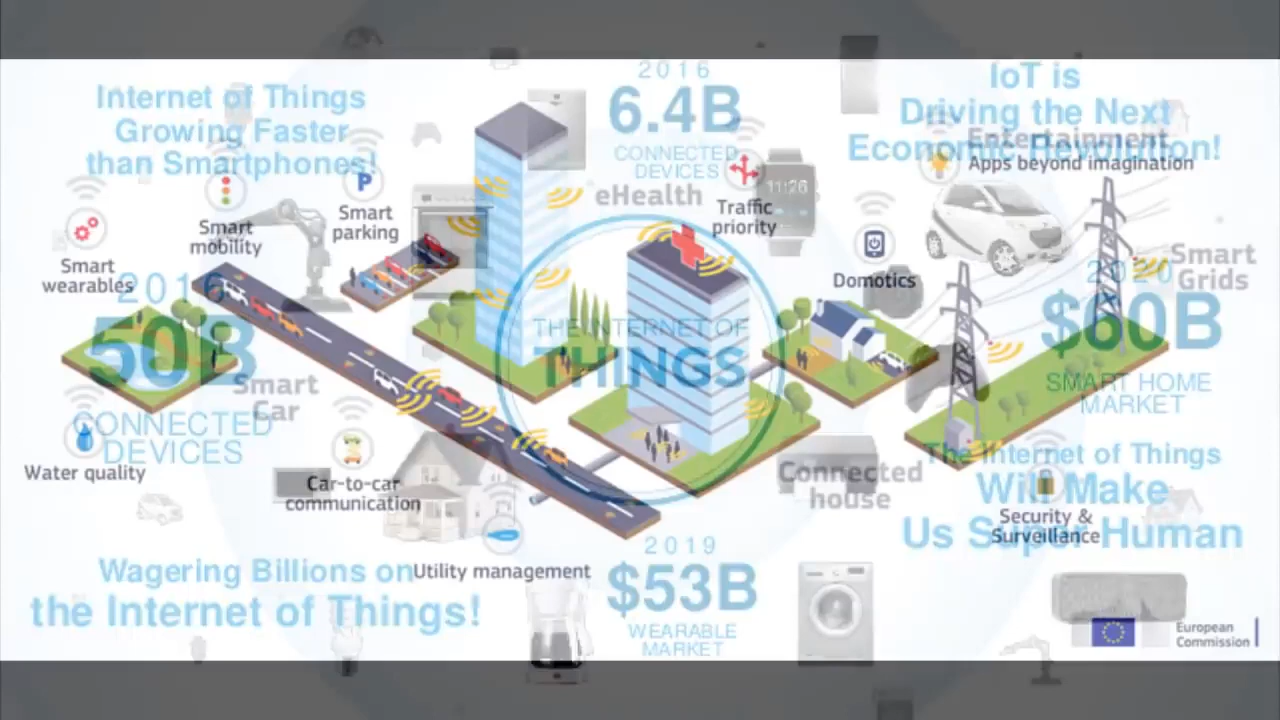 Internet of Things
Growing Faster
than Smartphones!
2016
6.4B
CONNECTED
DEVICES
IoT is
Driving the Next
Economic Revolution!
Entertainment
Apps beyond imagination
eHealth
11:26
Traffic
priority
P
Smart
parking
Smart
mobility
Smart
wearables
Domotics
Smart
Grids
2016
50B
CONNECTED
DEVICES
THE INTERNET OF
THINGS
2020
$60B
SMART HOME
MARKET
Smart
Car
Water quality
Car-to-car
communication
Connected
house
The Internet of Things
Will Make
Us Super Human
Security &
Surveillance
Utility management
Wagering Billions on
the Internet of Things!
2019
$53B
WEARABLE
MARKET
European
Commission